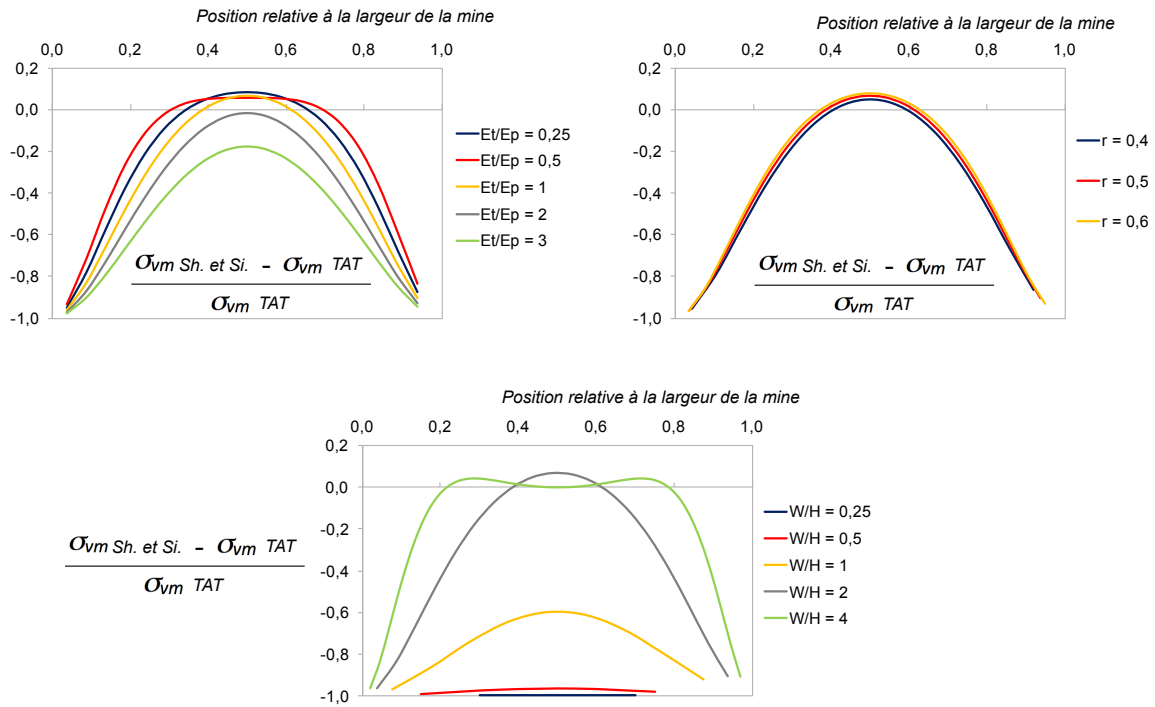 Position relative à la largeur de la mine
0,0 0,2 0,4 0,6 0,8 1,0
0,2
0,0
-0,2
-0,4
-0,6
-0,8
-1,0
Et/Ep = 0,25
Et/Ep = 0,5
Et/Ep = 1
Et/Ep = 2
Et/Ep = 3
σvm Sh. et Si. - σvm TAT
σvm TAT
Position relative à la largeur de la mine
0,0 0,2 0,4 0,6 0,8 1,0
0,2
0,0
-0,2
-0,4
-0,6
-0,8
-1,0
r = 0,4
r = 0,5
r = 0,6
σvm Sh. et Si. - σvm TAT
σvm TAT
Position relative à la largeur de la mine
0,0 0,2 0,4 0,6 0,8 1,0
0,2
0,0
-0,2
-0,4
-0,6
-0,8
-1,0
W/H = 0,25
W/H = 0,5
W/H = 1
W/H = 2
W/H = 4
σvm Sh. et Si. - σvm TAT
σvm TAT